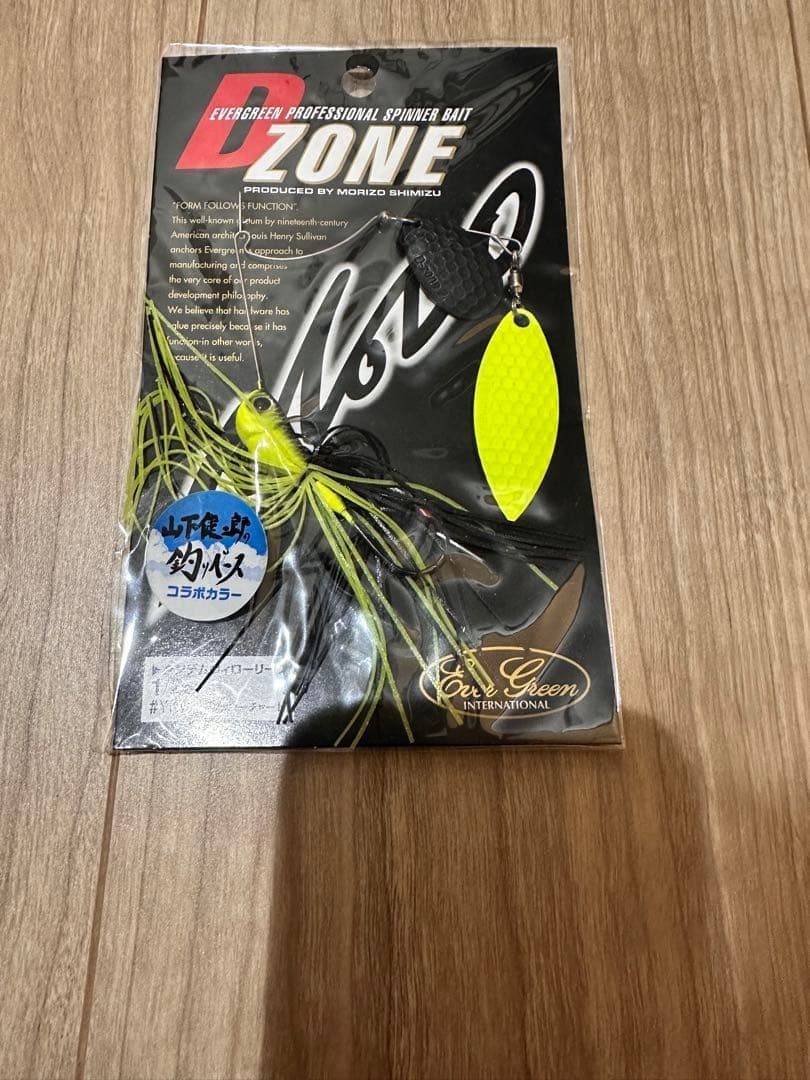 D ZONE
EVERGREEN PROFESSIONAL SPINNER BAIT
PRODUCED BY MORIZO SHIMIZU
"FORM FOLLOWS FUNCTION".
This well-known by nineteenth-century
American Louis Henry Sullivan
anchors Evergreen's approach to
manufacturing and comprises
the very core of our product
development philosophy.
We believe that hardware has
value precisely because it has
function-in other words,
because it is useful.
山下健二郎の
釣りベース
コラボカラー
Ever Green
INTERNATIONAL